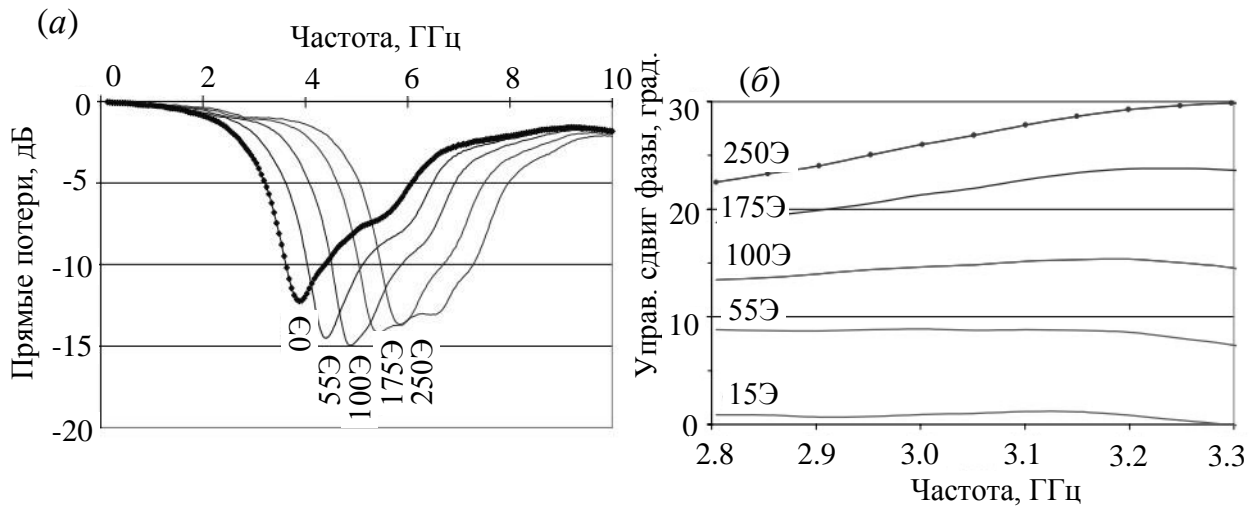 (а)
Частота, ГГц
0 2 4 6 8 10
Прямые потери, дБ
0
-5
-10
-15
-20
0Э
55Э
100Э
175Э
250Э
(б)
Управ. сдвиг фазы, град.
30
20
10
0
250Э
175Э
100Э
55Э
15Э
2.8 2.9 3.0 3.1 3.2 3.3
Частота, ГГц